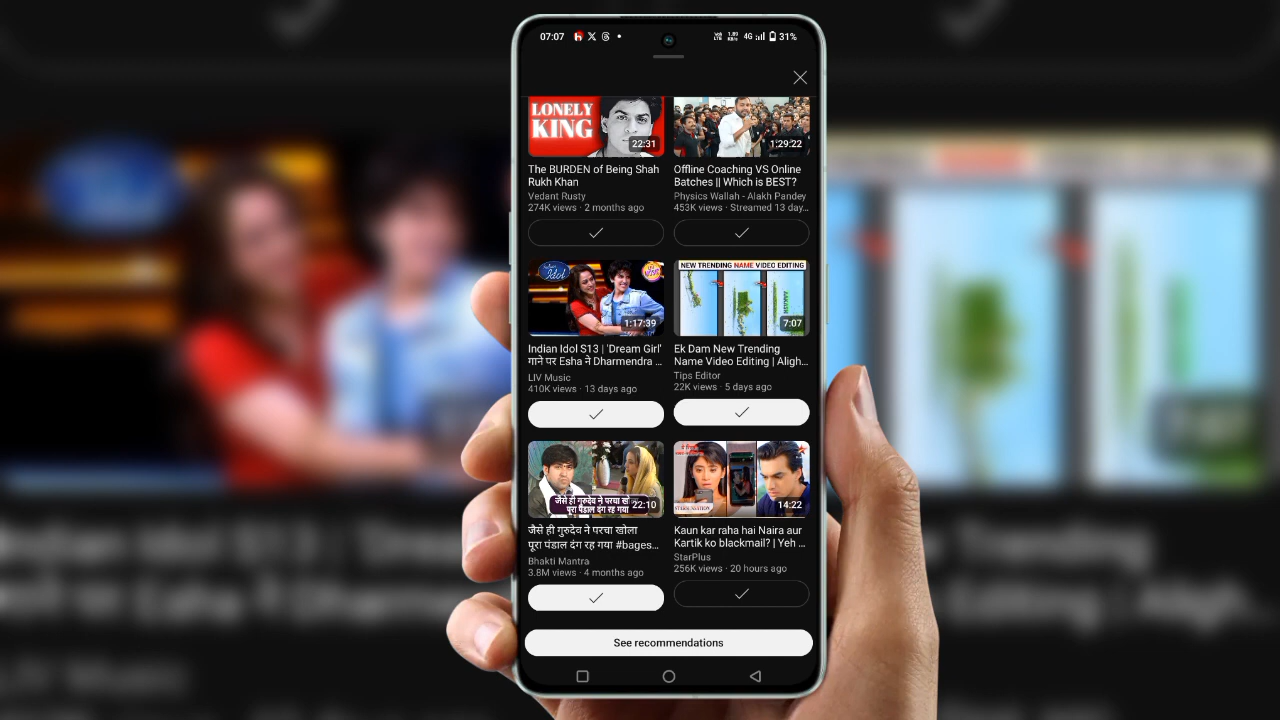 07:07
4G
31%
LONELY
KING
22:31
1:29:22
The BURDEN of Being Shah
Rukh Khan
Vedant Rusty
274K views · 2 months ago
Offline Coaching VS Online
Batches || Which is BEST?
Physics Wallah - Alakh Pandey
453K views · Streamed 13 day...
Idol
1:17:39
NEW TRENDING NAME VIDEO EDITING
7:07
Indian Idol S13 | 'Dream Girl'
गाने पर Esha ने Dharmendra ...
LIV Music
410K views · 13 days ago
Ek Dam New Trending
Name Video Editing | Aligh...
Tips Editor
22K views · 5 days ago
जैसे ही गुरुदेव ने परचा
पूरा पंडाल दंग रह गया
22:10
14:22
जैसे ही गुरुदेव ने परचा खोला
पूरा पंडाल दंग रह गया #bages...
Bhakti Mantra
3.8M views · 4 months ago
Kaun kar raha hai Naira aur
Kartik ko blackmail? | Yeh ...
StarPlus
256K views · 20 hours ago
See recommendations